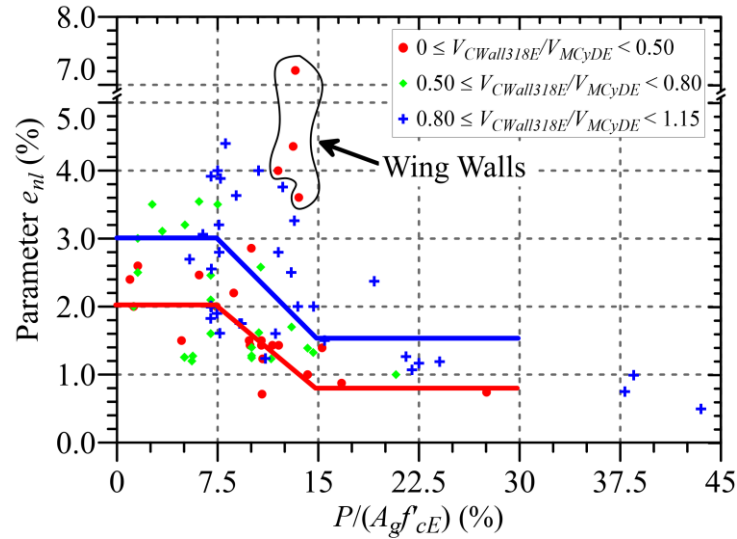 7.0
5.0
4.0
3.0
2.0
1.0
0.0
Parameter e_nl (%)
0 ≤ V_CWall318E/V_MCyDE < 0.50
0.50 ≤ V_CWall318E/V_MCyDE < 0.80
0.80 ≤ V_CWall318E/V_MCyDE < 1.15
Wing Walls
0 7.5 15 22.5 30 37.5 45
P/(A_g f'_cE) (%)